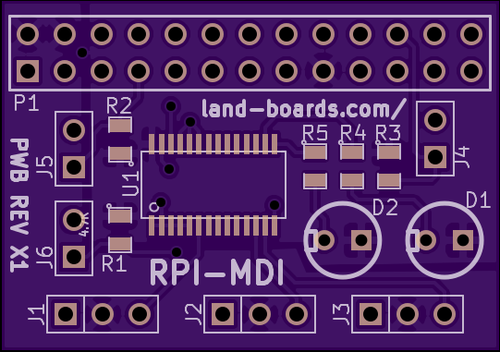 P1
R2
land-boards.com/
R5 R4 R3
J5
J4
U1
PWB REV X1
4.7K
J6
R1
D2
D1
RPI-MDI
J1
J2
J3